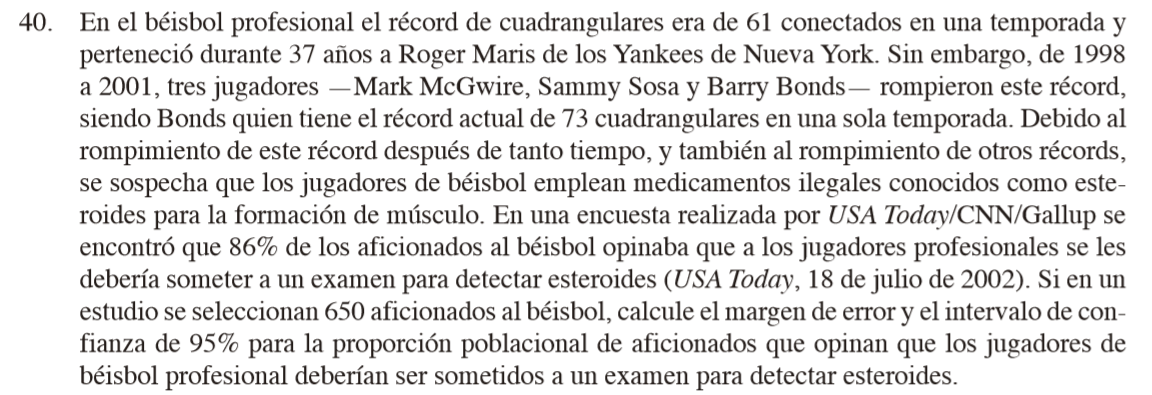 40. En el béisbol profesional el récord de cuadrangulares era de 61 conectados en una temporada y
perteneció durante 37 años a Roger Maris de los Yankees de Nueva York. Sin embargo, de 1998
a 2001, tres jugadores —Mark McGwire, Sammy Sosa y Barry Bonds— rompieron este récord,
siendo Bonds quien tiene el récord actual de 73 cuadrangulares en una sola temporada. Debido al
rompimiento de este récord después de tanto tiempo, y también al rompimiento de otros récords,
se sospecha que los jugadores de béisbol emplean medicamentos ilegales conocidos como este-
roides para la formación de músculo. En una encuesta realizada por USA Today/CNN/Gallup se
encontró que 86% de los aficionados al béisbol opinaba que a los jugadores profesionales se les
debería someter a un examen para detectar esteroides (USA Today, 18 de julio de 2002). Si en un
estudio se seleccionan 650 aficionados al béisbol, calcule el margen de error y el intervalo de con-
fianza de 95% para la proporción poblacional de aficionados que opinan que los jugadores de
béisbol profesional deberían ser sometidos a un examen para detectar esteroides.